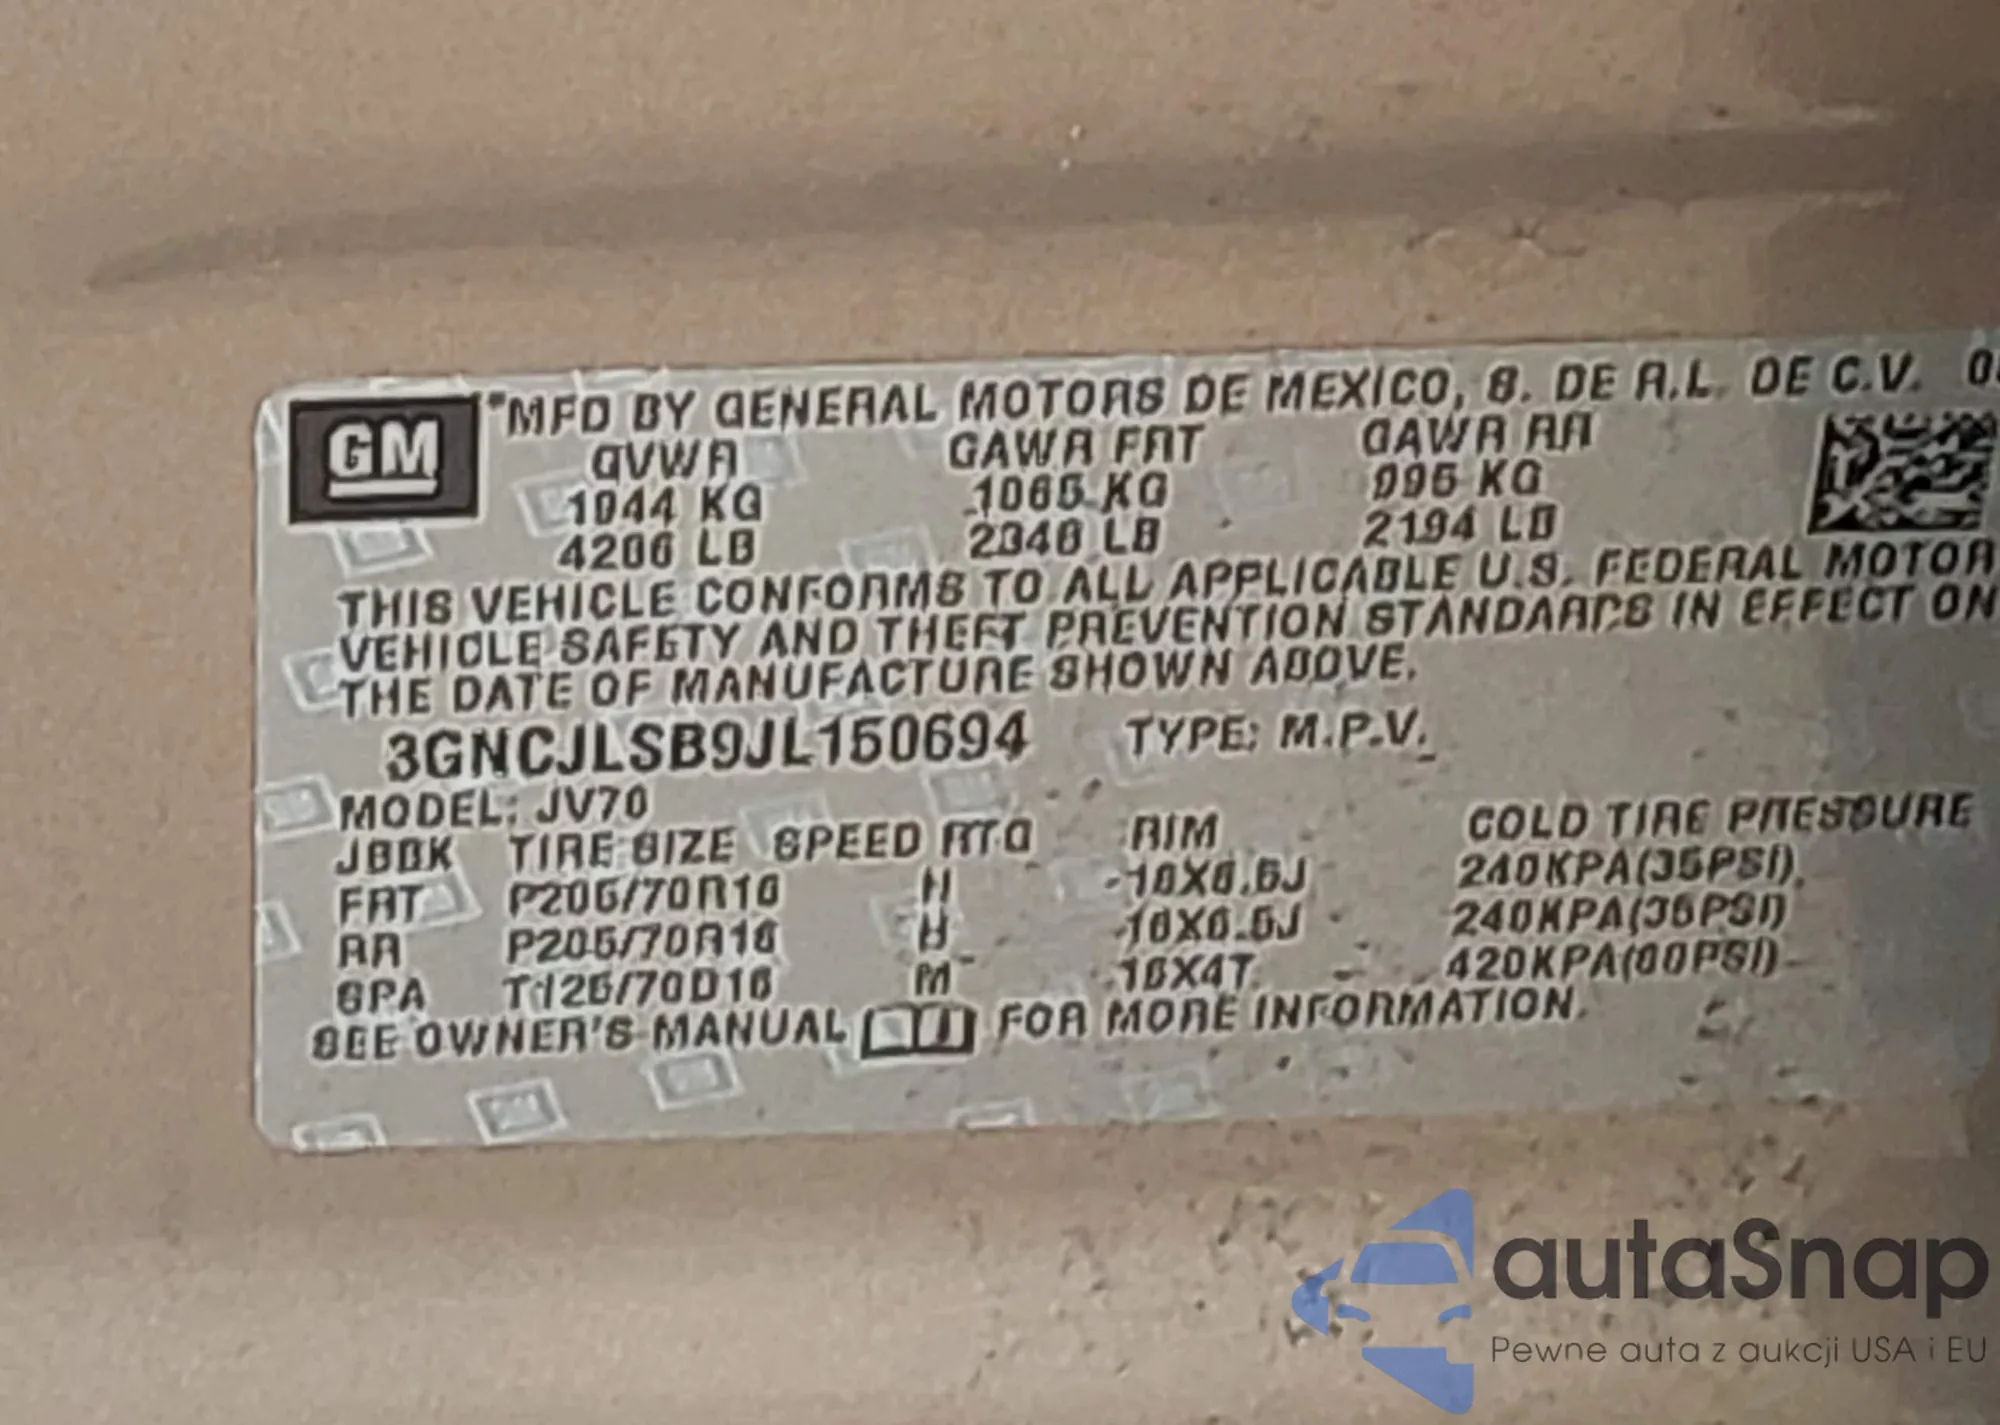 GM
MFD BY GENERAL MOTORS DE MEXICO, S. DE R.L. DE C.V.
GVWR GAWR FRT GAWR RR
1944 KG 1065 KG 995 KG
4286 LB 2348 LB 2194 LB
THIS VEHICLE CONFORMS TO ALL APPLICABLE U.S. FEDERAL MOTOR
VEHICLE SAFETY AND THEFT PREVENTION STANDARDS IN EFFECT ON
THE DATE OF MANUFACTURE SHOWN ABOVE.
3GNCJLSB9JL150694 TYPE: M.P.V.
MODEL: JV70
TIRE SIZE SPEED RTG RIM COLD TIRE PRESSURE
FRT P205/70R16 H 16X6.5J 240KPA(35PSI)
RR P205/70R16 H 16X6.5J 240KPA(35PSI)
SPA T125/70D16 M 16X4T 420KPA(60PSI)
SEE OWNER'S MANUAL FOR MORE INFORMATION.
autaSnap
Pewne auta z aukcji USA i EU